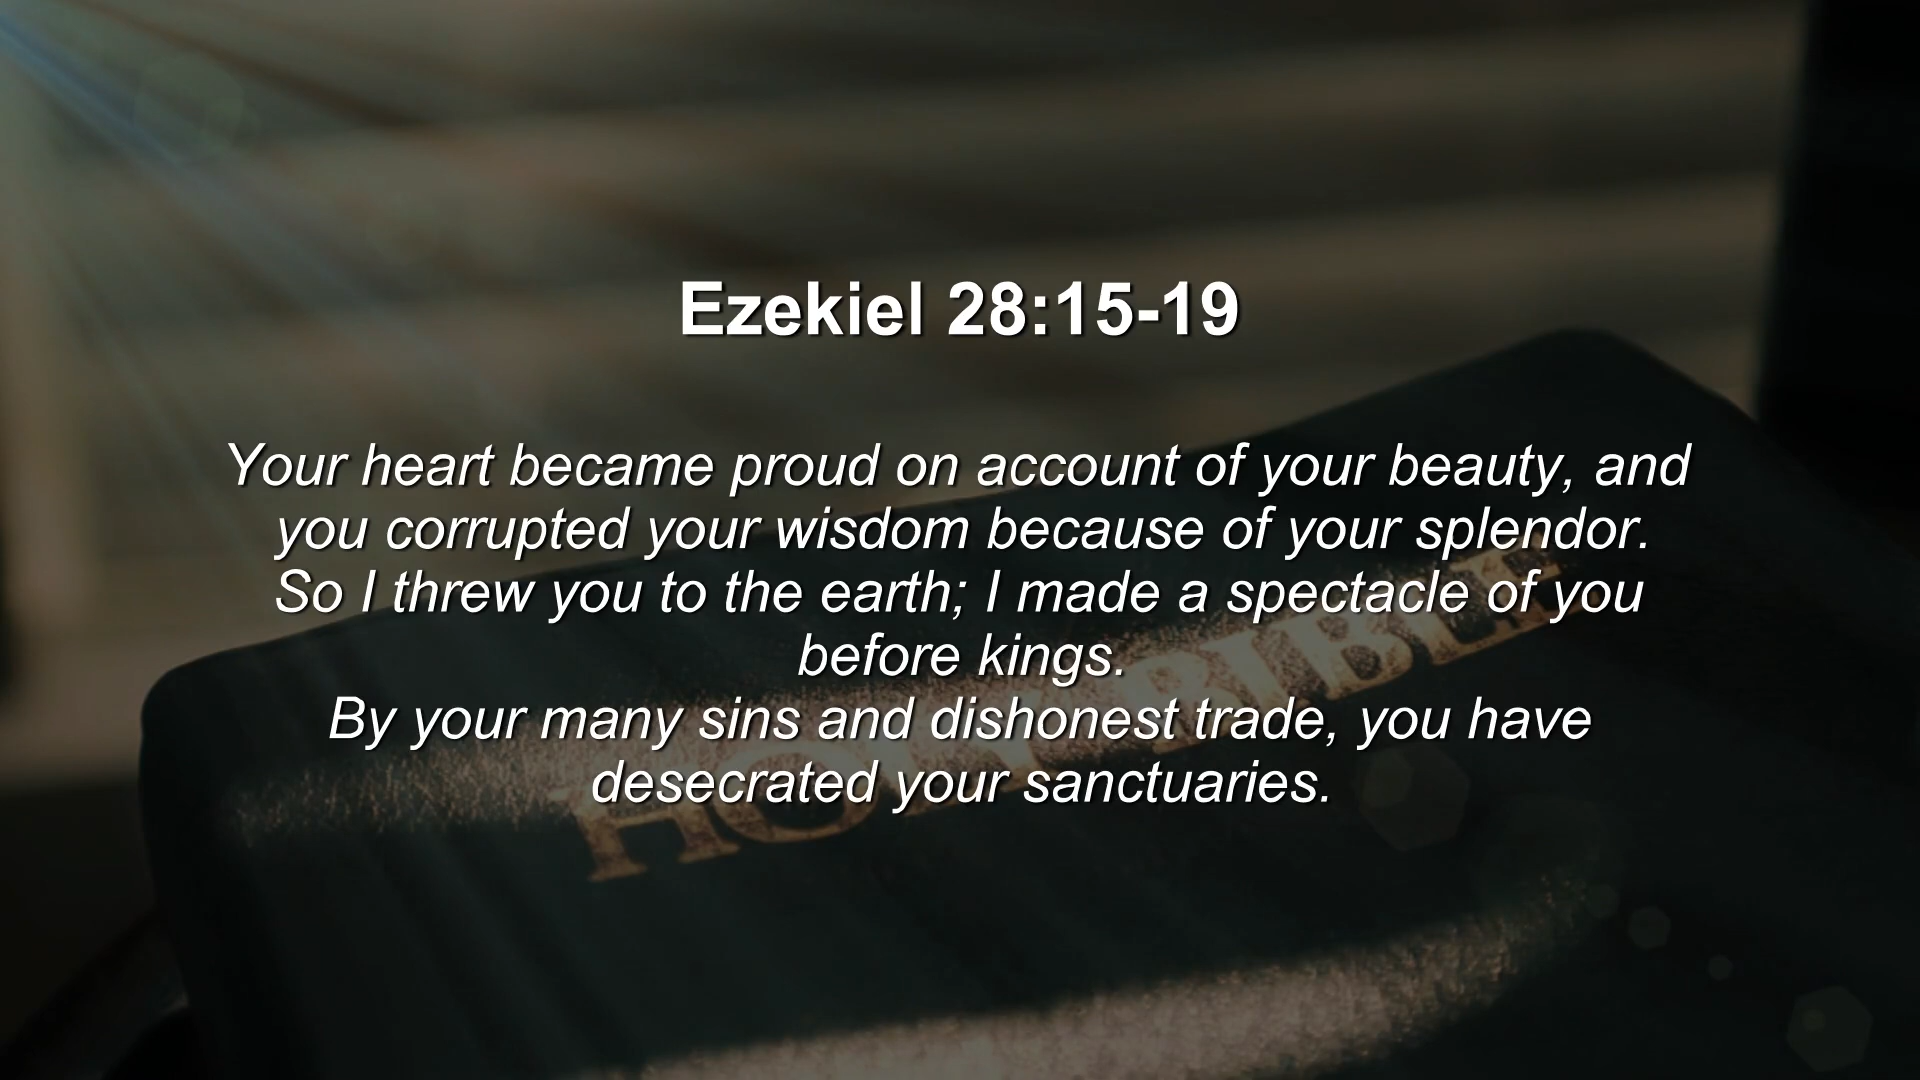 Ezekiel 28:15-19
Your heart became proud on account of your beauty, and
you corrupted your wisdom because of your splendor.
So I threw you to the earth; I made a spectacle of you
before kings.
By your many sins and dishonest trade, you have
desecrated your sanctuaries.
HOLY BIBLE